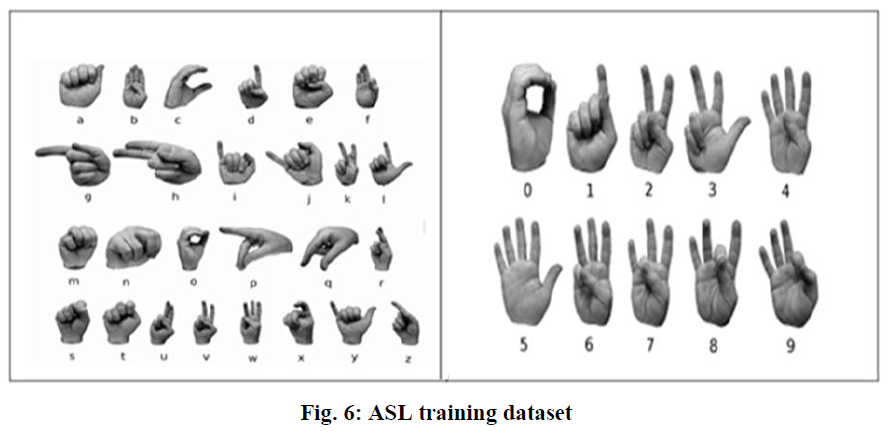 a b c d e f
g h i j k l
m n o p q r
s t u v w x y z
0 1 2 3 4
5 6 7 8 9
Fig. 6: ASL training dataset